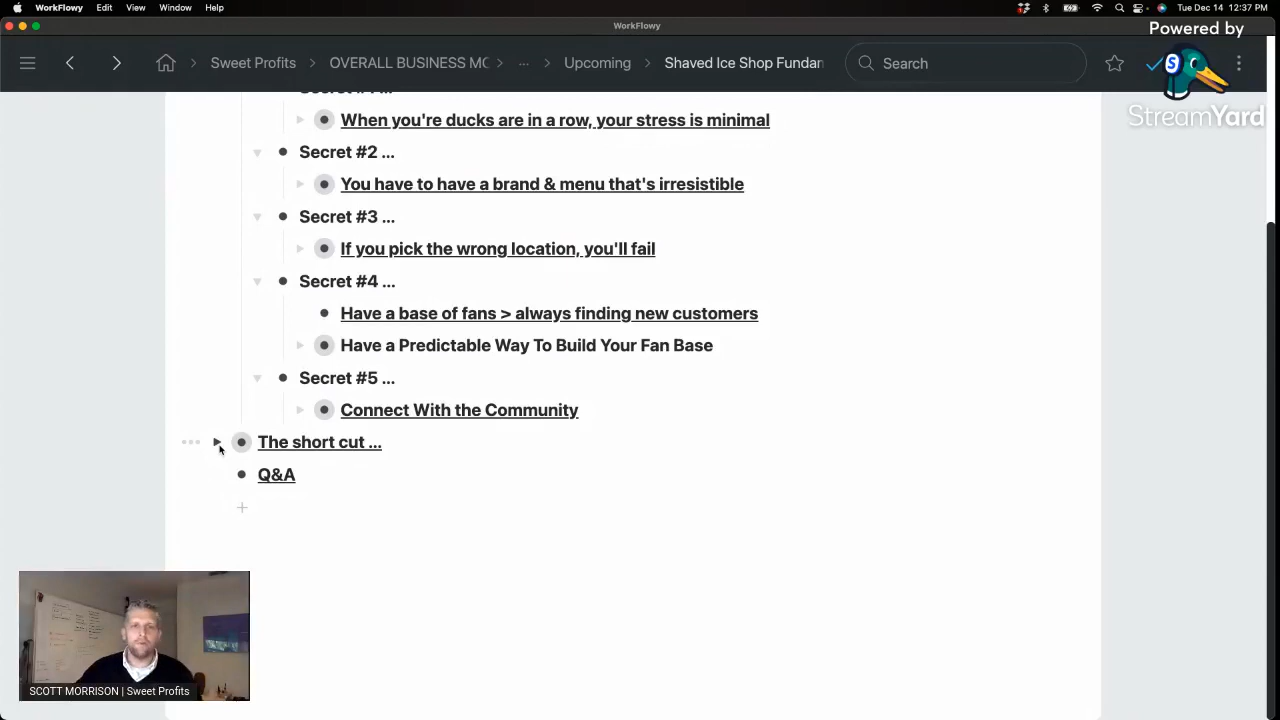 WorkFlowy Edit View Window Help Tue Dec 14 12:37 PM
WorkFlowy
Powered by
Sweet Profits OVERALL BUSINESS MC ... Upcoming Shaved Ice Shop Fundar Search
StreamYard
When you're ducks are in a row, your stress is minimal
Secret #2 ...
You have to have a brand & menu that's irresistible
Secret #3 ...
If you pick the wrong location, you'll fail
Secret #4 ...
Have a base of fans > always finding new customers
Have a Predictable Way To Build Your Fan Base
Secret #5 ...
Connect With the Community
The short cut ...
Q&A
SCOTT MORRISON | Sweet Profits